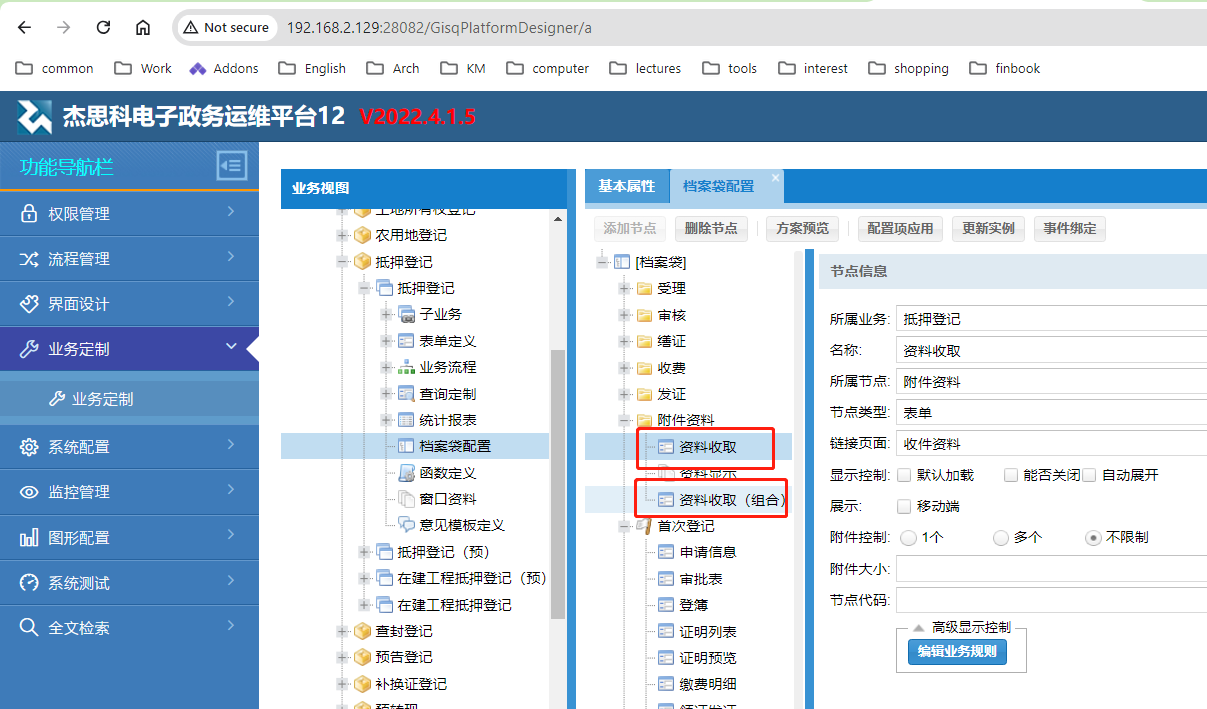 Not secure 192.168.2.129:28082/GisqPlatformDesigner/a
common Work Addons English Arch KM computer lectures tools interest shopping finbook
杰思科电子政务运维平台12 V2022.4.1.5
功能导航栏
权限管理
流程管理
界面设计
业务定制
业务定制
系统配置
监控管理
图形配置
系统测试
全文检索
业务视图
土地所有权登记
农用地登记
抵押登记
抵押登记
子业务
表单定义
业务流程
查询定制
统计报表
档案袋配置
函数定义
窗口资料
意见模板定义
抵押登记（预）
在建工程抵押登记（预）
在建工程抵押登记
查封登记
预告登记
补换证登记
基本属性 档案袋配置
添加节点 删除节点 方案预览 配置项应用 更新实例 事件绑定
[档案袋]
受理
审核
缮证
收费
发证
附件资料
资料收取
资料显示
资料收取（组合）
首次登记
申请信息
审批表
登簿
证明列表
证明预览
缴费明细
领证发证
节点信息
所属业务: 抵押登记
名称: 资料收取
所属节点: 附件资料
节点类型: 表单
链接页面: 收件资料
显示控制: 默认加载 能否关闭 自动展开
展示: 移动端
附件控制: 1个 多个 不限制
附件大小:
节点代码:
高级显示控制
编辑业务规则